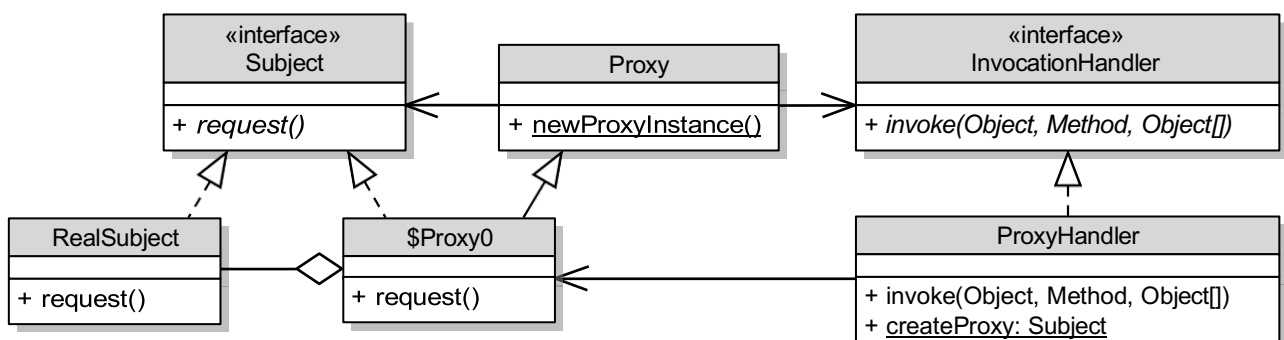 «interface»
Subject
+ request()
Proxy
+ newProxyInstance()
«interface»
InvocationHandler
+ invoke(Object, Method, Object[])
RealSubject
+ request()
$Proxy0
+ request()
ProxyHandler
+ invoke(Object, Method, Object[])
+ createProxy: Subject